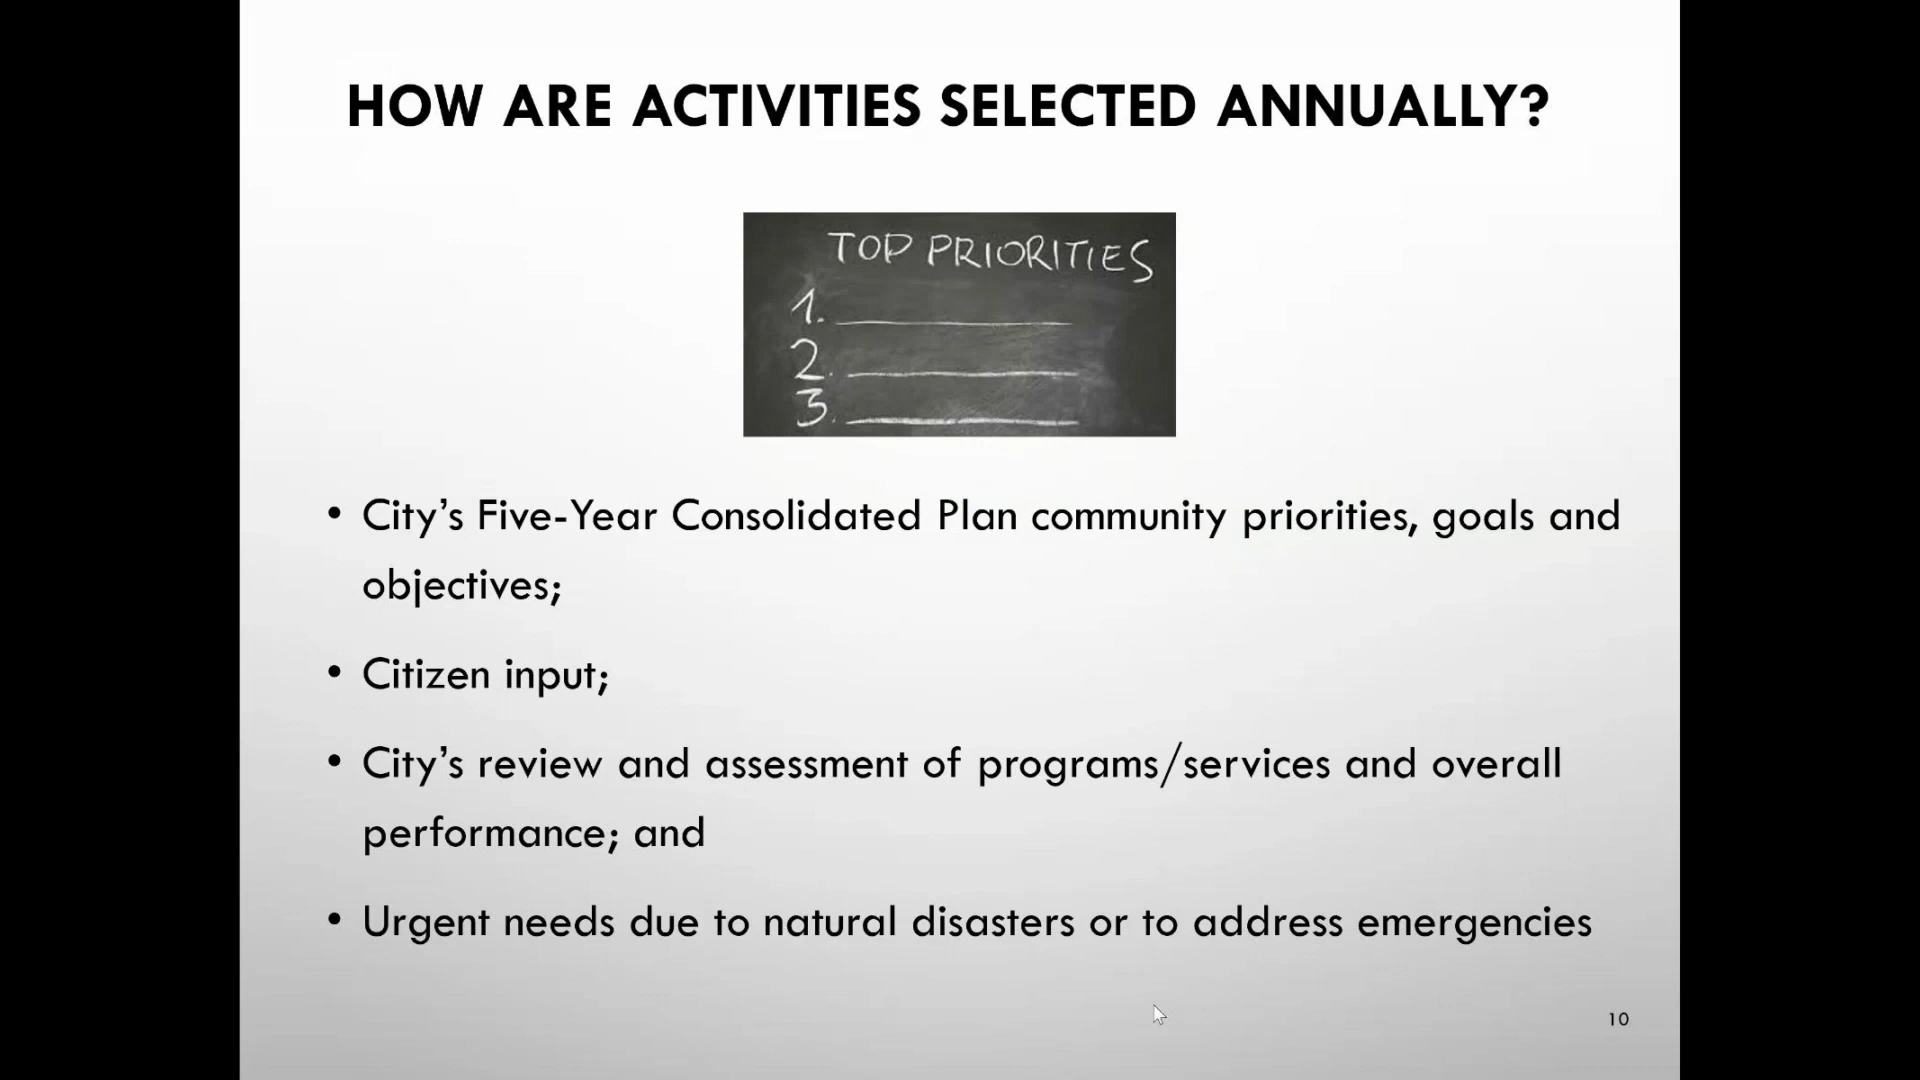 HOW ARE ACTIVITIES SELECTED ANNUALLY?
TOP PRIORITIES
1.
2.
3.
• City’s Five-Year Consolidated Plan community priorities, goals and
objectives;
• Citizen input;
• City’s review and assessment of programs/services and overall
performance; and
• Urgent needs due to natural disasters or to address emergencies
10